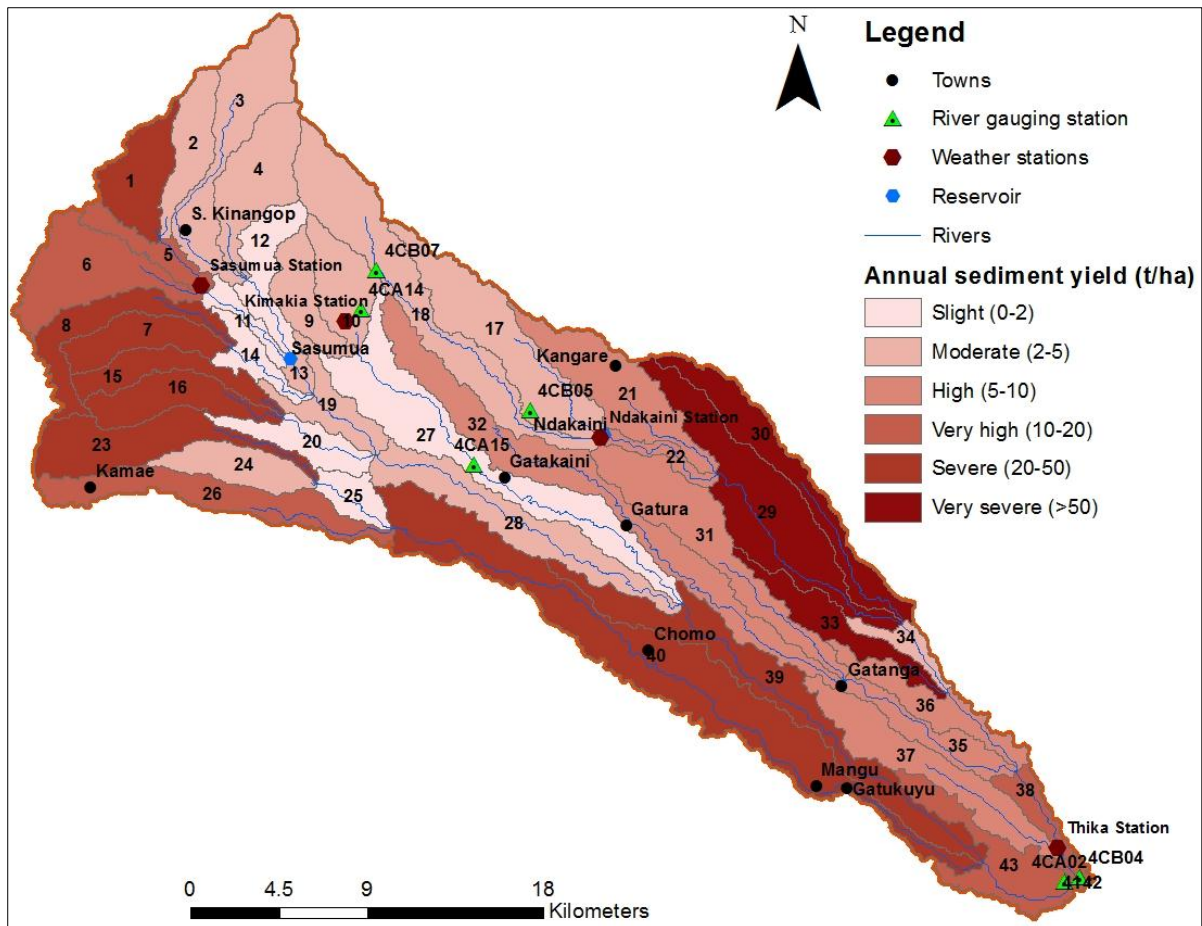 N
Legend
Towns
River gauging station
Weather stations
Reservoir
Rivers
Annual sediment yield (t/ha)
Slight (0-2)
Moderate (2-5)
High (5-10)
Very high (10-20)
Severe (20-50)
Very severe (>50)
3
2
4
1
S. Kinangop
12
5
4CB07
6
Sasumua Station
4CA14
Kimakia Station
18
11
9
10
17
8
7
14
Sasumua
Kangare
13
21
15
16
19
4CB05
30
32
Ndakaini
Ndakaini Station
23
20
27
4CA15
22
24
Gatakaini
Kamae
26
25
29
Gatura
28
31
33
34
Chomo
40
39
Gatanga
36
35
37
Mangu
38
Gatukuyu
Thika Station
43
4CA02
4CB04
4142
0
4.5
9
18
Kilometers